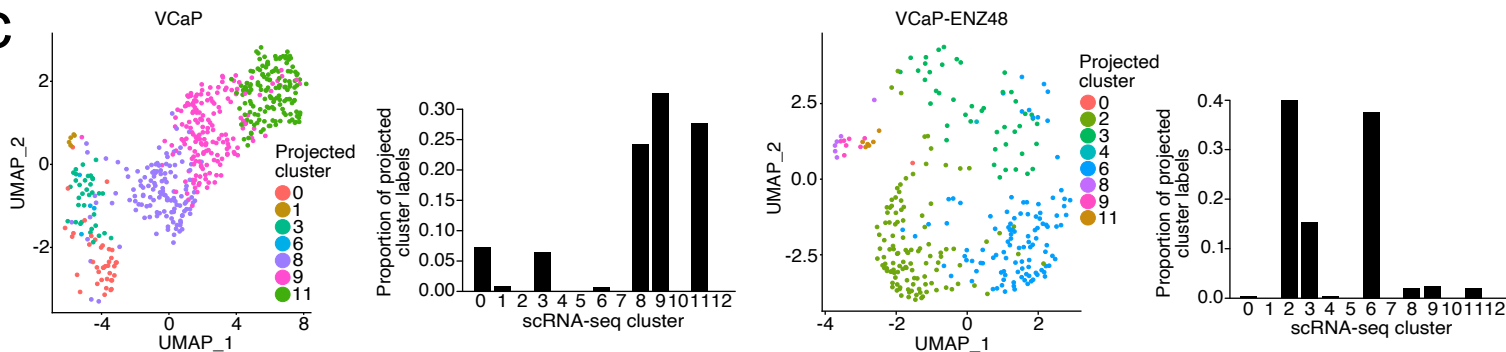 C
VCaP
UMAP_2
2
0
-2
-4
0
4
8
UMAP_1
Projected
cluster
0
1
3
6
8
9
11
Proportion of projected
cluster labels
0.30
0.25
0.20
0.15
0.10
0.05
0.00
0 1 2 3 4 5 6 7 8 9 10 11 12
scRNA-seq cluster
VCaP-ENZ48
UMAP_2
2.5
0.0
-2.5
-4
-2
0
2
UMAP_1
Projected
cluster
0
2
3
4
6
8
9
11
Proportion of projected
cluster labels
0.4
0.3
0.2
0.1
0.0
0 1 2 3 4 5 6 7 8 9 10 11 12
scRNA-seq cluster